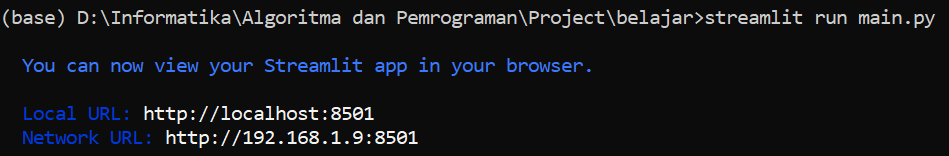 (base) D:\Informatika\Algoritma dan Pemrograman\Project\belajar>streamlit run main.py
You can now view your Streamlit app in your browser.
Local URL: http://localhost:8501
Network URL: http://192.168.1.9:8501